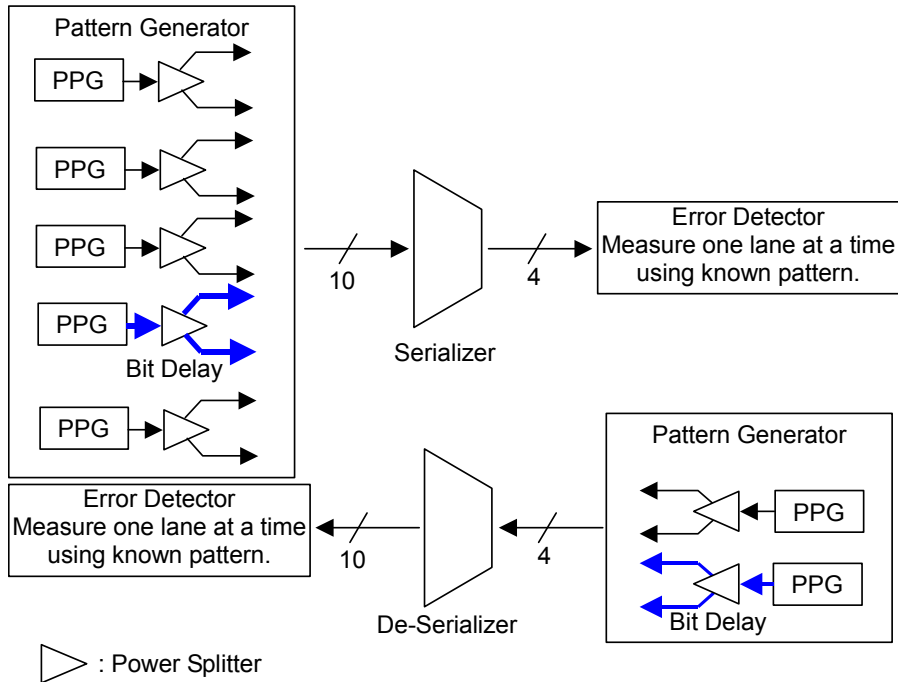 Pattern Generator
PPG
PPG
PPG
PPG
Bit Delay
PPG
10
Serializer
4
Error Detector
Measure one lane at a time
using known pattern.
Error Detector
Measure one lane at a time
using known pattern.
10
De-Serializer
4
Pattern Generator
PPG
PPG
Bit Delay
: Power Splitter